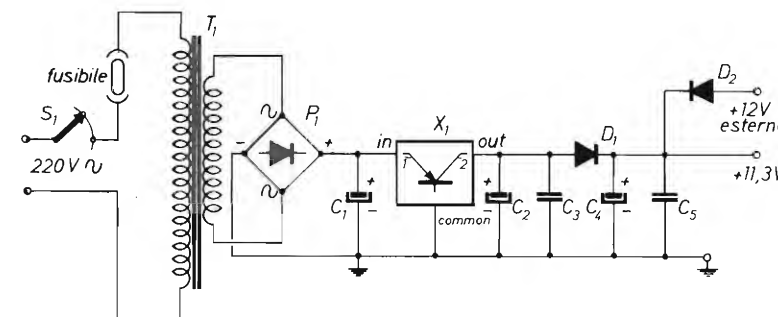 T1
fusibile
S1
220V ~
~
P1
- +
~
in X1 out
1 2
common
+ C1 -
+ C2 -
C3
D1
+ C4 -
C5
D2
+12V
esterno
+11,3V